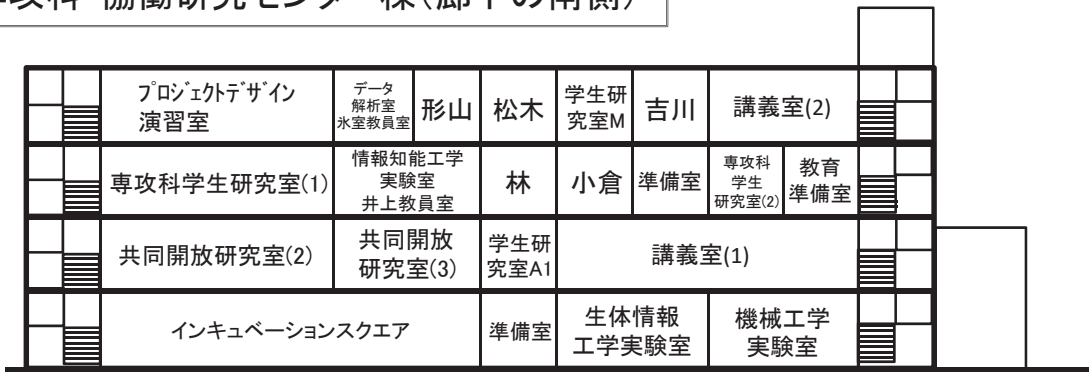 攻科・協働研究センター棟(廊下の南側)
プロジェクトデザイン
演習室
データ
解析室
氷室教員室
形山
松木
学生研
究室M
吉川
講義室(2)
専攻科学生研究室(1)
情報知能工学
実験室
井上教員室
林
小倉
準備室
専攻科
学生
研究室(2)
教育
準備室
共同開放研究室(2)
共同開放
研究室(3)
学生研
究室A1
講義室(1)
インキュベーションスクエア
準備室
生体情報
工学実験室
機械工学
実験室